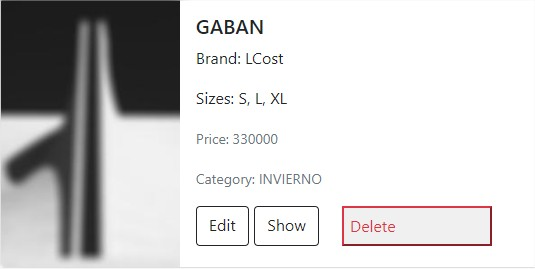 GABAN
Brand: LCost
Sizes: S, L, XL
Price: 330000
Category: INVIERNO
Edit Show Delete